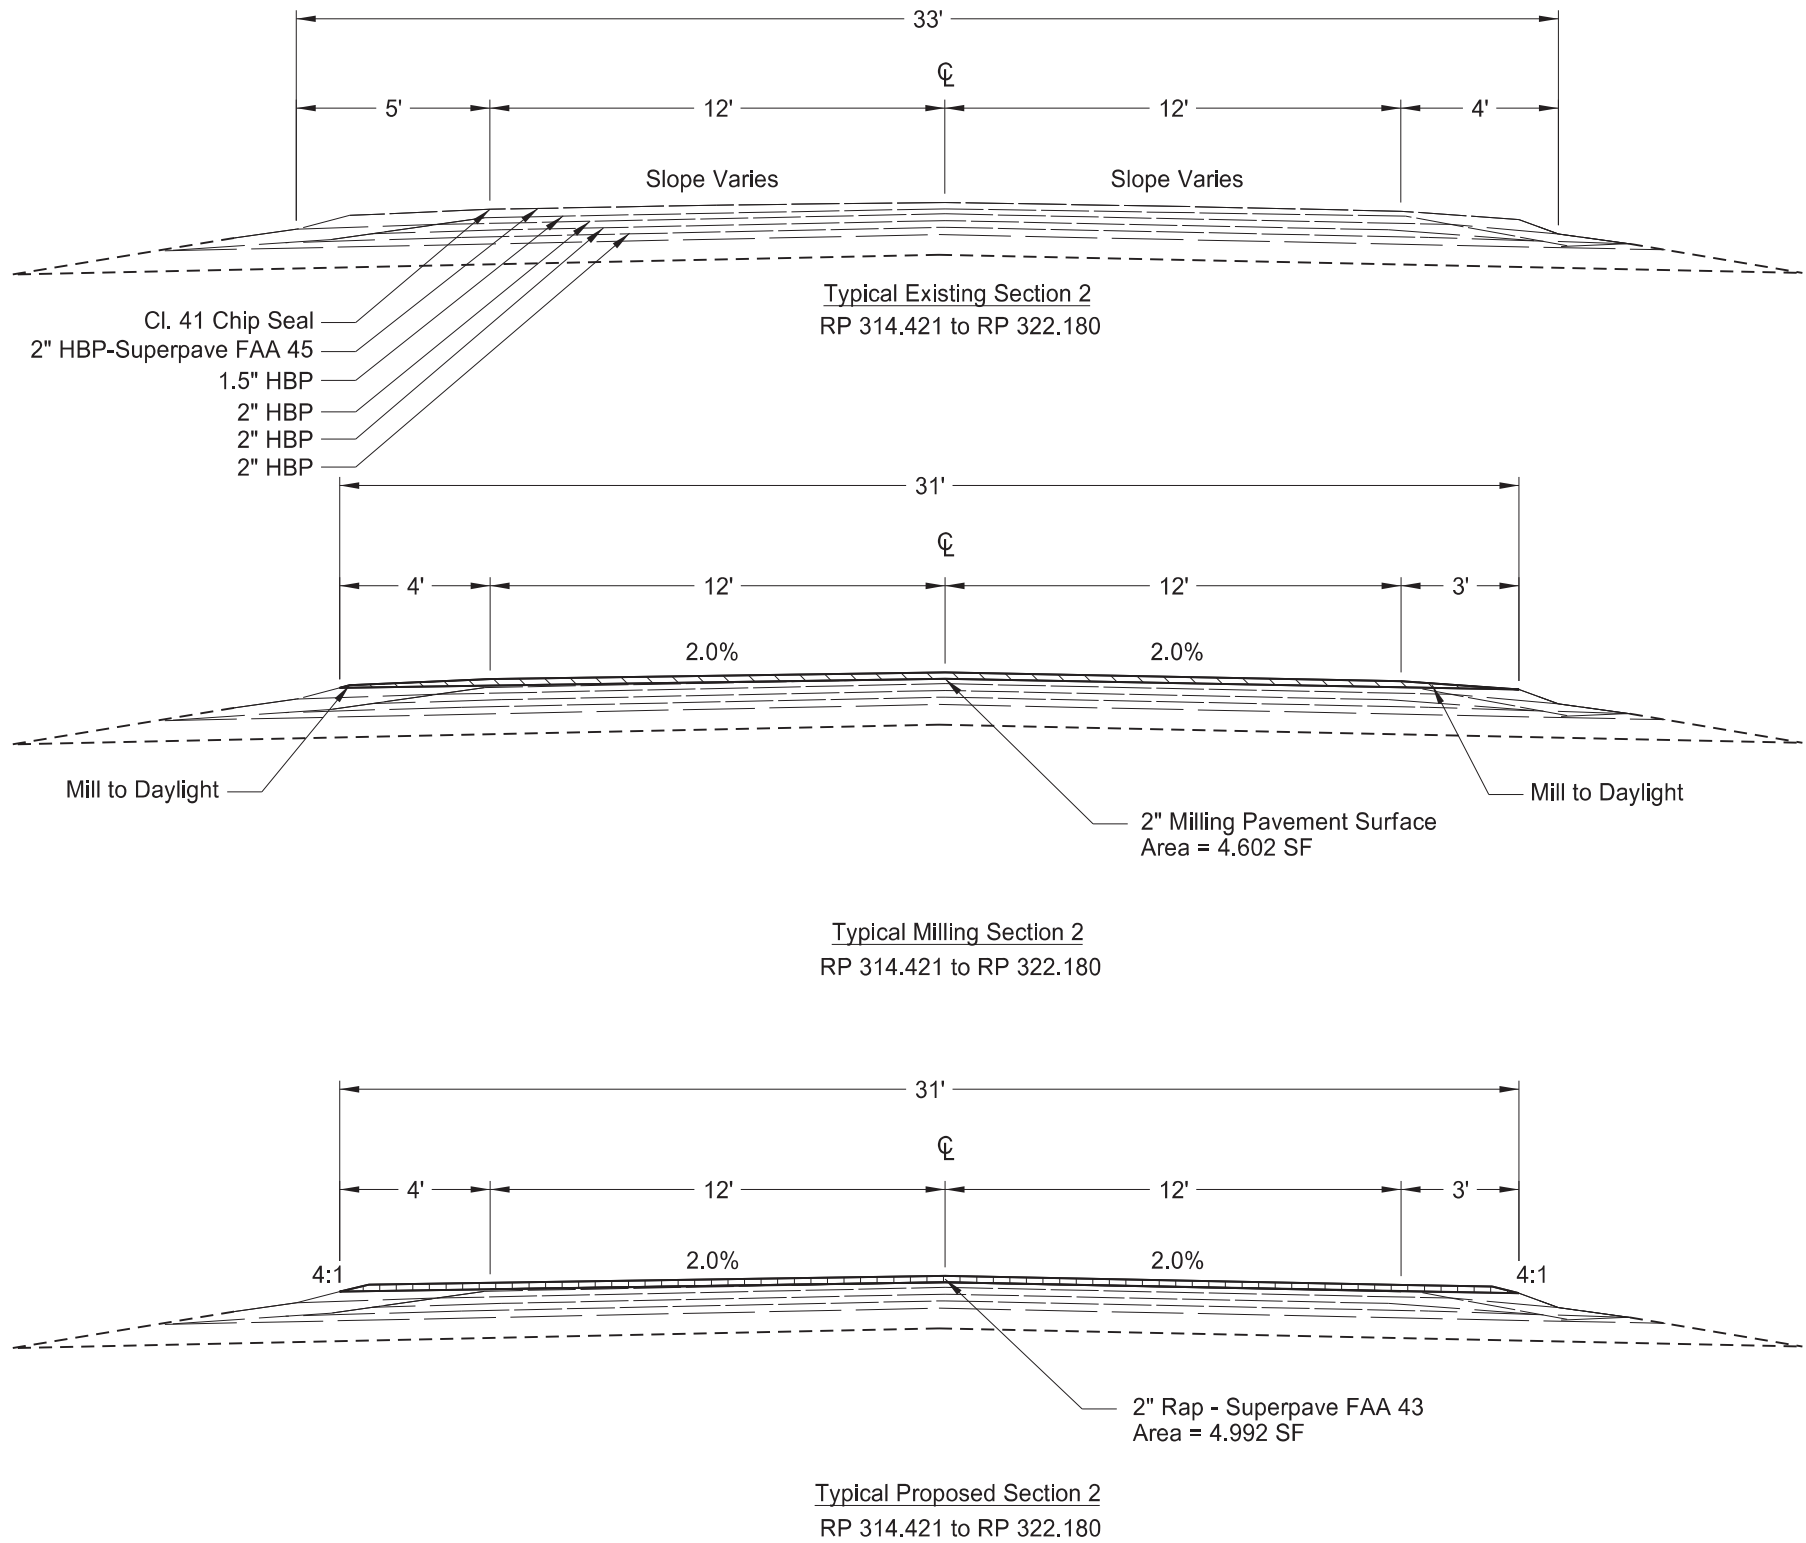 33'
℄
5'
12'
12'
4'
Slope Varies
Slope Varies
Typical Existing Section 2
RP 314.421 to RP 322.180
Cl. 41 Chip Seal
2" HBP-Superpave FAA 45
1.5" HBP
2" HBP
2" HBP
2" HBP
31'
℄
4'
12'
12'
3'
2.0%
2.0%
Mill to Daylight
Mill to Daylight
2" Milling Pavement Surface
Area = 4.602 SF
Typical Milling Section 2
RP 314.421 to RP 322.180
31'
℄
4'
12'
12'
3'
2.0%
2.0%
4:1
4:1
2" Rap - Superpave FAA 43
Area = 4.992 SF
Typical Proposed Section 2
RP 314.421 to RP 322.180